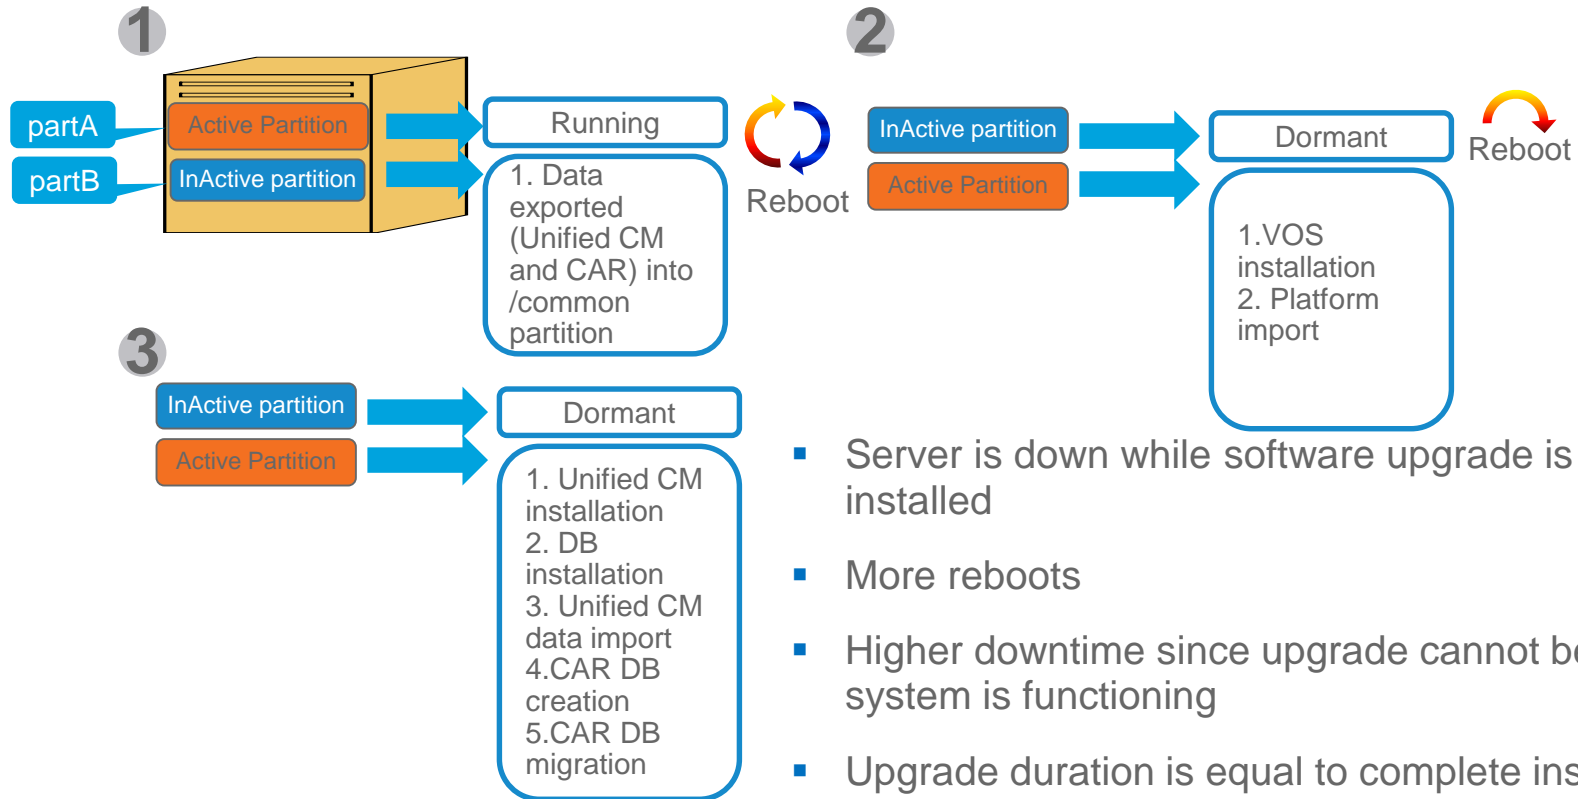 1
partA
partB
Active Partition
InActive partition
Running
1. Data
exported
(Unified CM
and CAR) into
/common
partition
Reboot
2
InActive partition
Active Partition
Dormant
1.VOS
installation
2. Platform
import
Reboot
3
InActive partition
Active Partition
Dormant
1. Unified CM
installation
2. DB
installation
3. Unified CM
data import
4.CAR DB
creation
5.CAR DB
migration
▪ Server is down while software upgrade is
installed
▪ More reboots
▪ Higher downtime since upgrade cannot be
system is functioning
▪ Upgrade duration is equal to complete ins